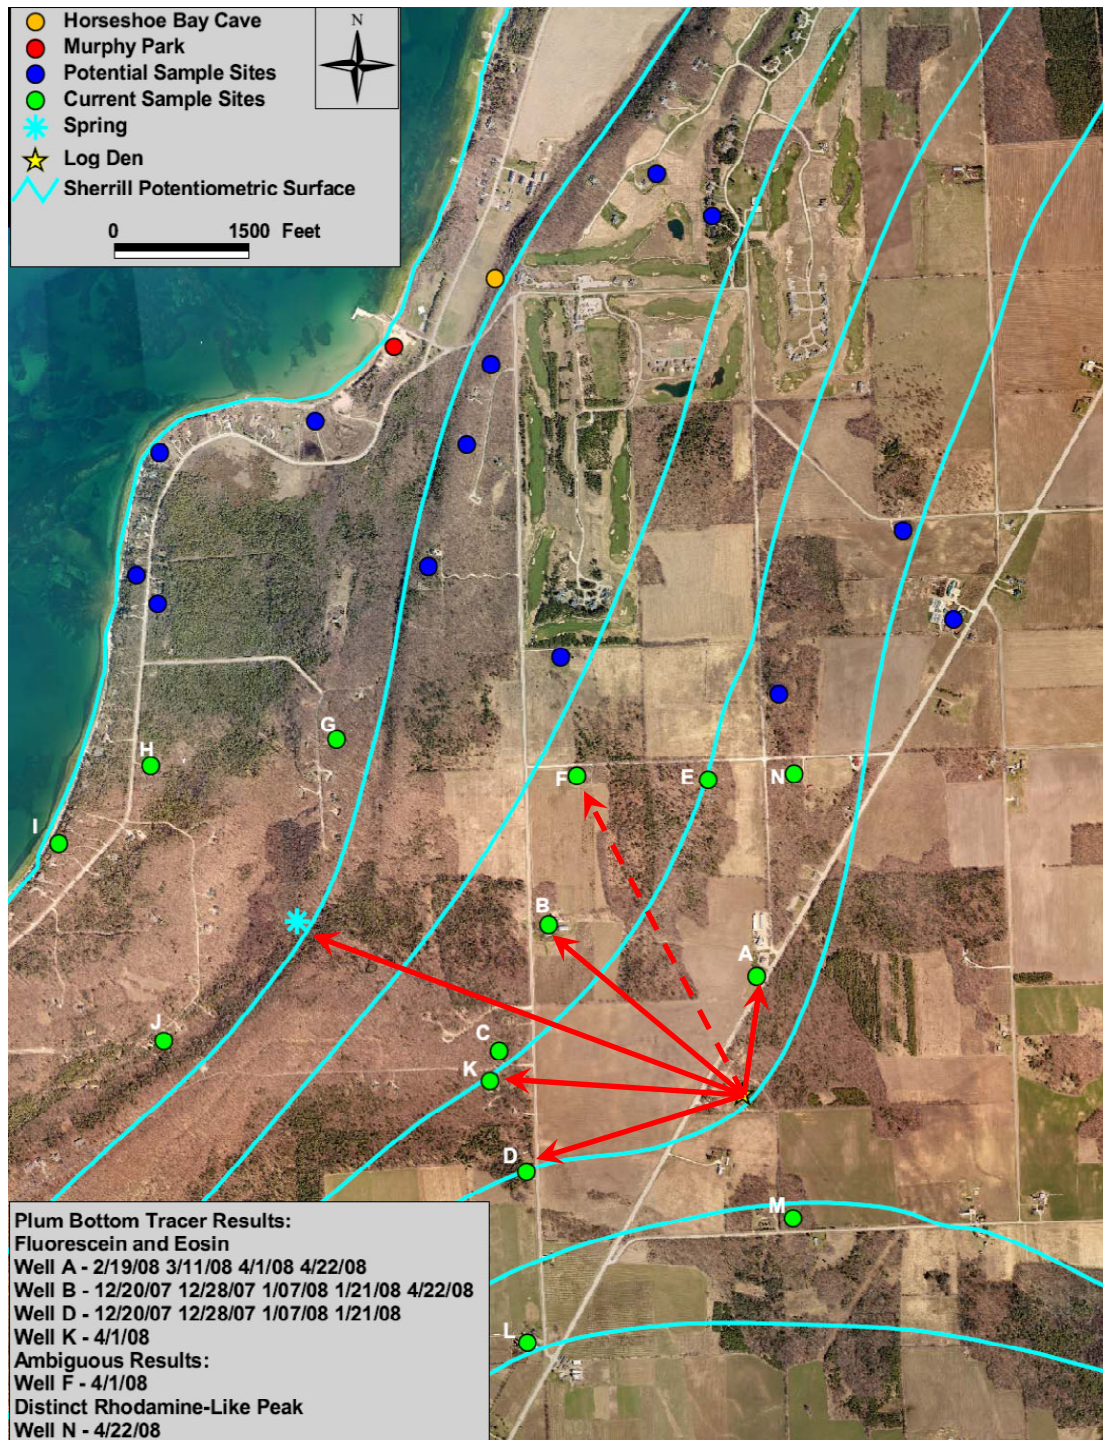 Horseshoe Bay Cave
Murphy Park
Potential Sample Sites
Current Sample Sites
Spring
Log Den
Sherrill Potentiometric Surface
0 1500 Feet
N
G
H
F
E
N
I
B
A
J
C
K
D
M
L
Plum Bottom Tracer Results:
Fluorescein and Eosin
Well A - 2/19/08 3/11/08 4/1/08 4/22/08
Well B - 12/20/07 12/28/07 1/07/08 1/21/08 4/22/08
Well D - 12/20/07 12/28/07 1/07/08 1/21/08
Well K - 4/1/08
Ambiguous Results:
Well F - 4/1/08
Distinct Rhodamine-Like Peak
Well N - 4/22/08